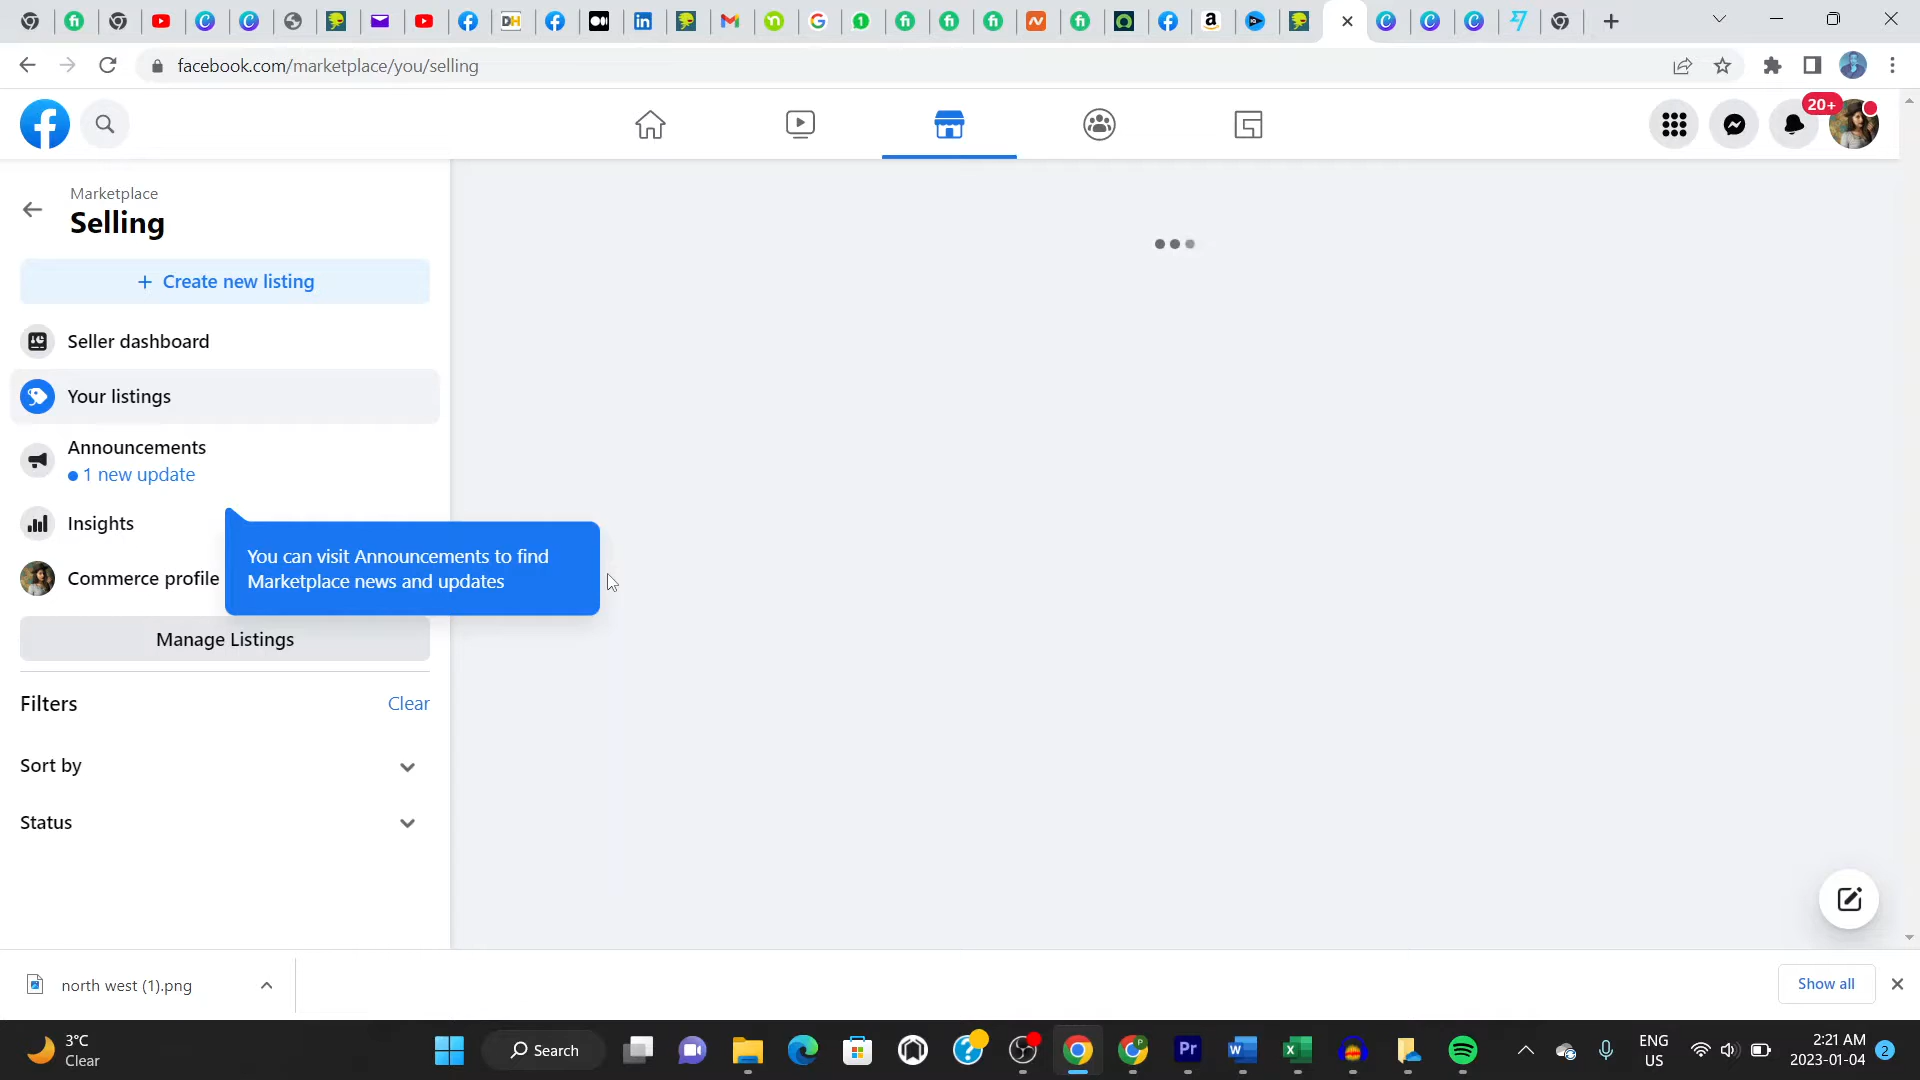 facebook.com/marketplace/you/selling
20+
Marketplace
Selling
+ Create new listing
Seller dashboard
Your listings
Announcements
1 new update
Insights
Commerce profile
You can visit Announcements to find
Marketplace news and updates
Manage Listings
Filters
Clear
Sort by
Status
north west (1).png
Show all
3°C
Clear
Search
ENG
US
2:21 AM
2023-01-04
2